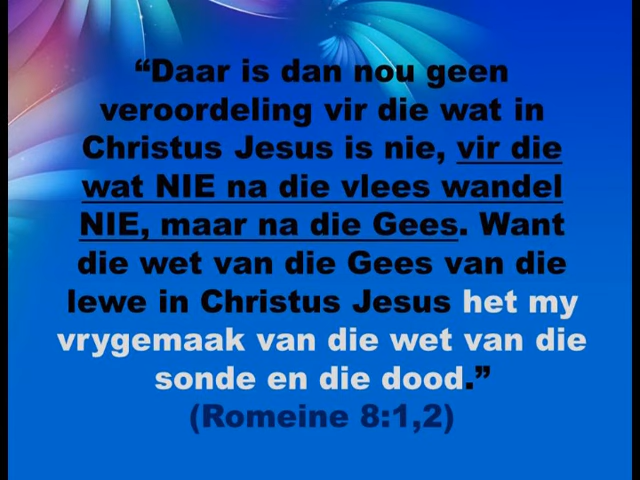 “Daar is dan nou geen
veroordeling vir die wat in
Christus Jesus is nie, vir die
wat NIE na die vlees wandel
NIE, maar na die Gees. Want
die wet van die Gees van die
lewe in Christus Jesus het my
vrygemaak van die wet van die
sonde en die dood.”
(Romeine 8:1,2)